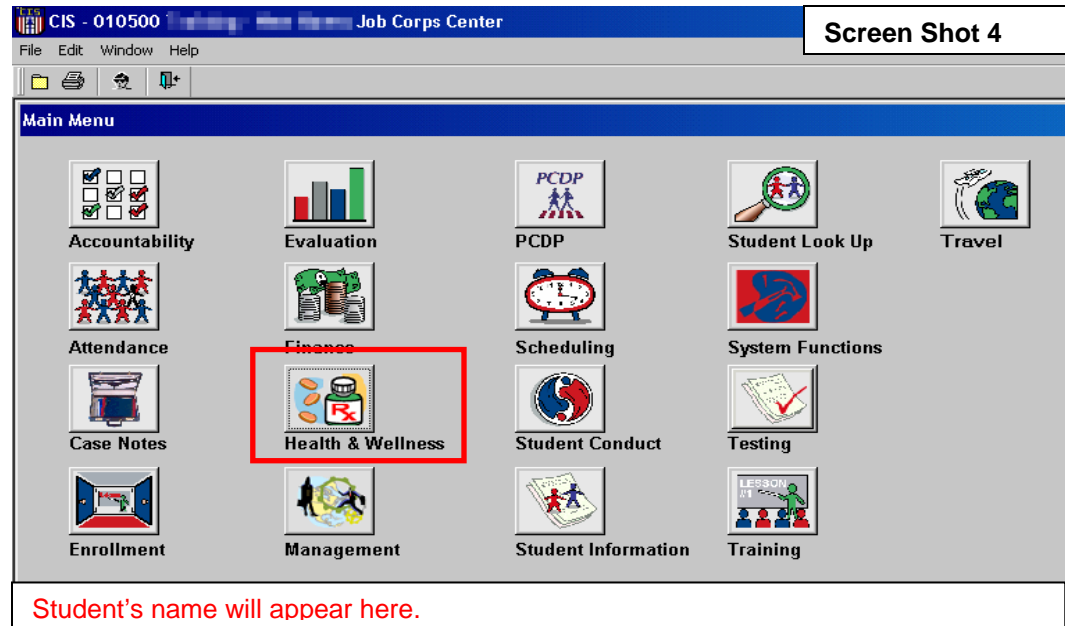 CIS - 010500 Job Corps Center
Screen Shot 4
File Edit Window Help
Main Menu
PCDP
Accountability Evaluation PCDP Student Look Up Travel
Attendance Finance Scheduling System Functions
Rx
Case Notes Health & Wellness Student Conduct Testing
LESSON
#1
Enrollment Management Student Information Training
Student's name will appear here.